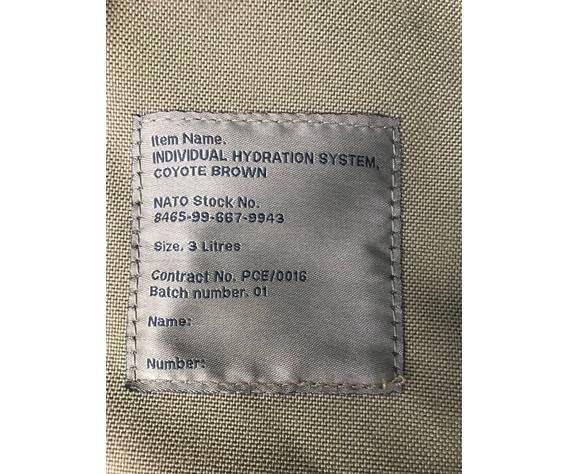 Item Name.
INDIVIDUAL HYDRATION SYSTEM,
COYOTE BROWN
NATO Stock No.
8465-99-667-9943
Size. 3 Litres
Contract No. PCE/0016
Batch number. 01
Name:
Number: